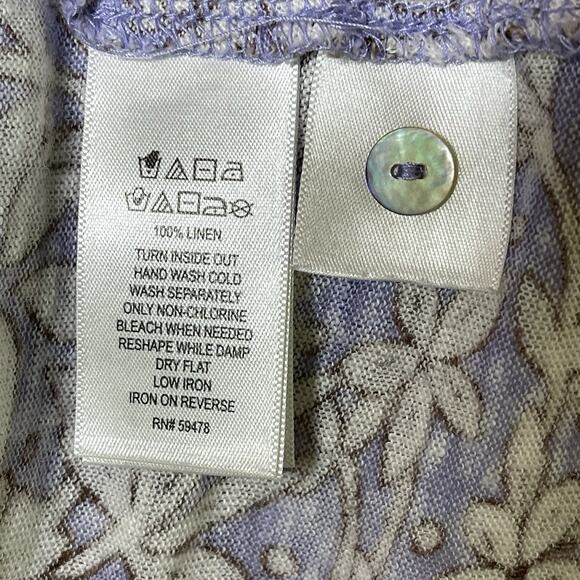 100% LINEN
TURN INSIDE OUT
HAND WASH COLD
WASH SEPARATELY
ONLY NON-CHLORINE
BLEACH WHEN NEEDED
RESHAPE WHILE DAMP
DRY FLAT
LOW IRON
IRON ON REVERSE
RN# 59478